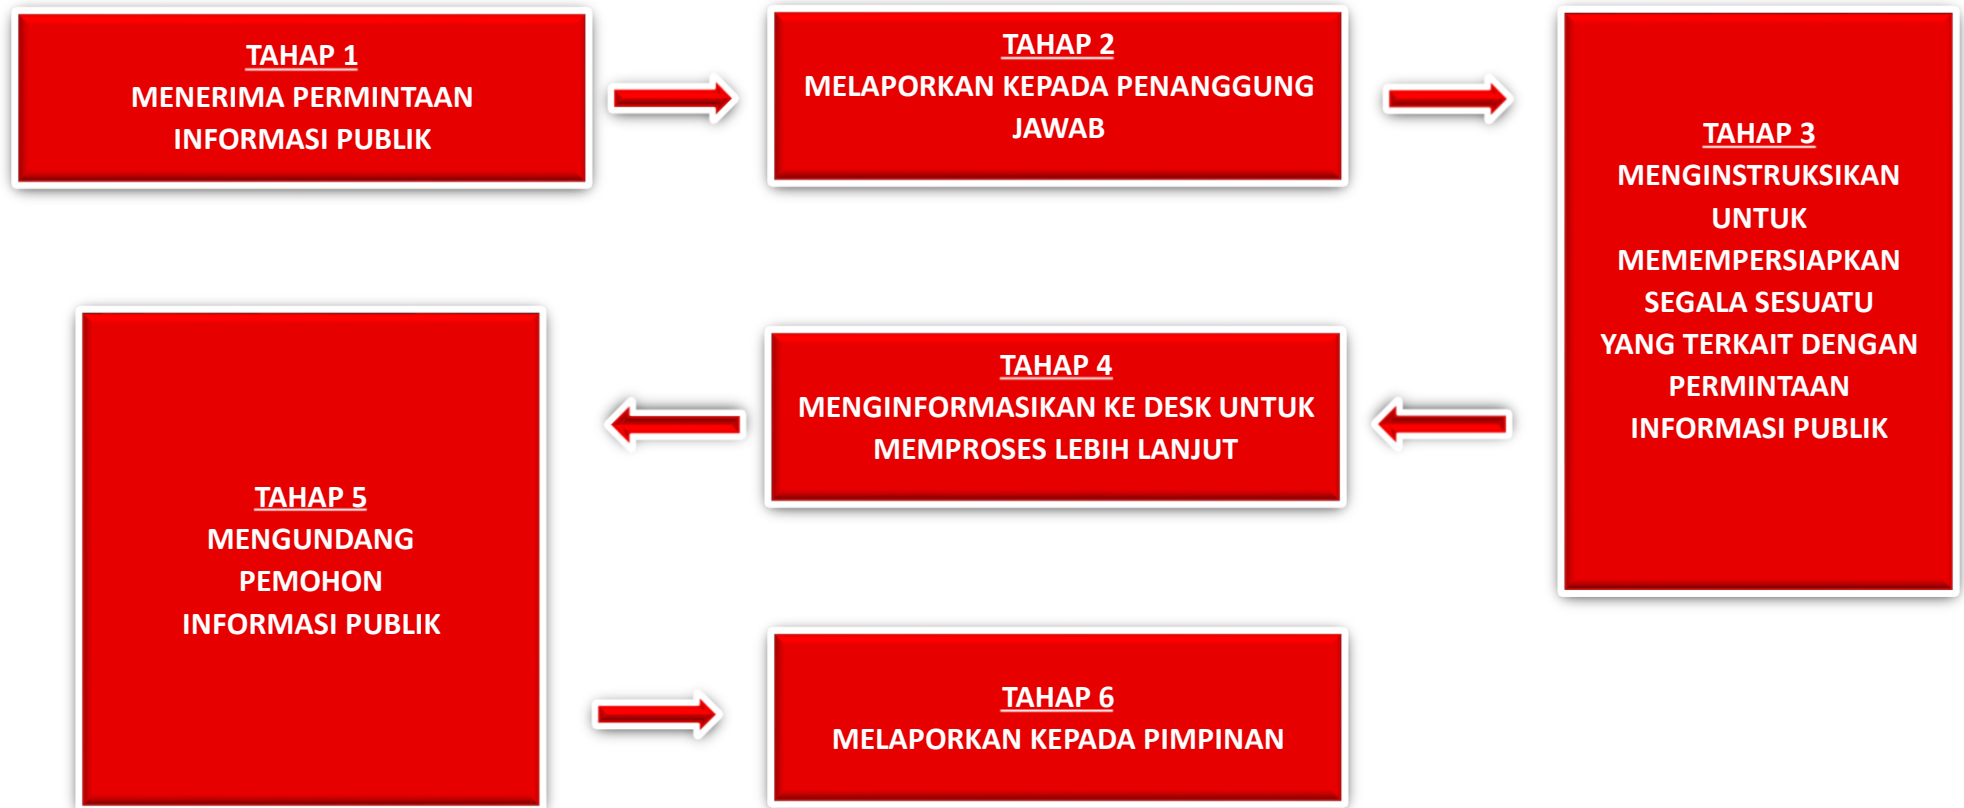 TAHAP 1
MENERIMA PERMINTAAN
INFORMASI PUBLIK
TAHAP 2
MELAPORKAN KEPADA PENANGGUNG
JAWAB
TAHAP 3
MENGINSTRUKSIKAN
UNTUK
MEMEMPERSIAPKAN
SEGALA SESUATU
YANG TERKAIT DENGAN
PERMINTAAN
INFORMASI PUBLIK
TAHAP 4
MENGINFORMASIKAN KE DESK UNTUK
MEMPROSES LEBIH LANJUT
TAHAP 5
MENGUNDANG
PEMOHON
INFORMASI PUBLIK
TAHAP 6
MELAPORKAN KEPADA PIMPINAN